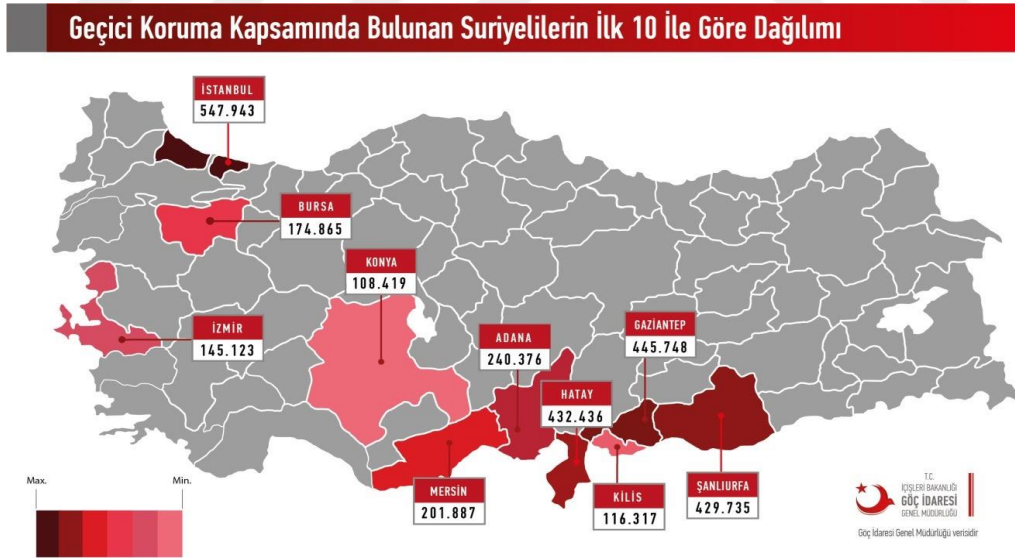 Geçici Koruma Kapsamında Bulunan Suriyelilerin İlk 10 İle Göre Dağılımı
İSTANBUL
547.943
BURSA
174.865
KONYA
108.419
İZMİR
145.123
ADANA
240.376
GAZİANTEP
445.748
HATAY
432.436
MERSİN
201.887
KİLİS
116.317
ŞANLIURFA
429.735
Max.
Min.
T.C.
İÇİŞLERİ BAKANLIĞI
GÖÇ İDARESİ
GENEL MÜDÜRLÜĞÜ
Göç İdaresi Genel Müdürlüğü verisidir